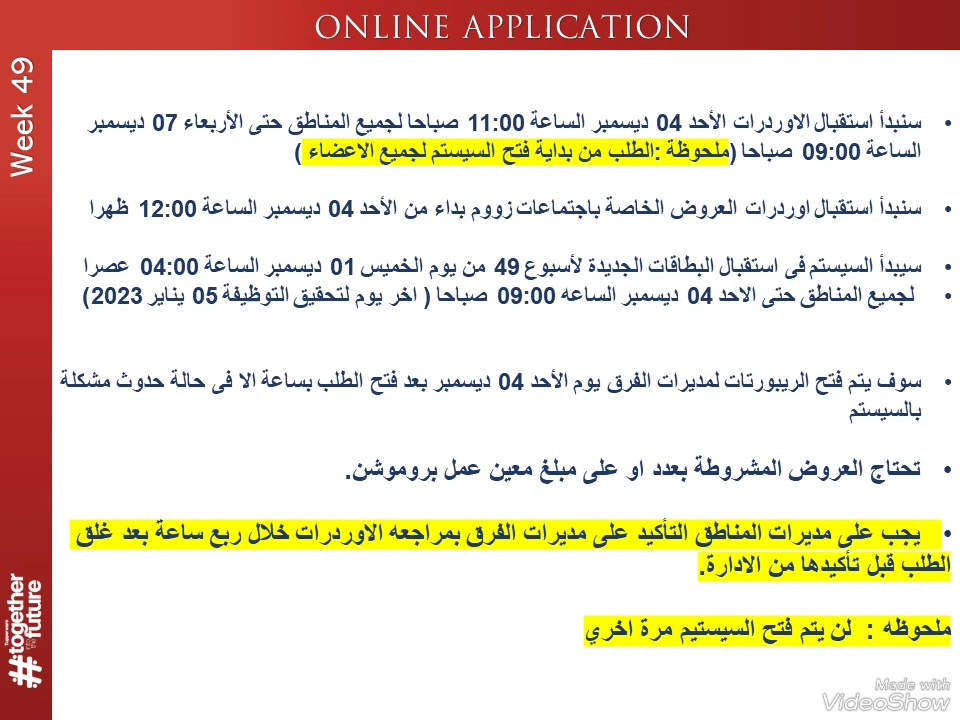 ONLINE APPLICATION
Week 49
• سنبدأ استقبال الاوردرات الأحد 04 ديسمبر الساعة 11:00 صباحا لجميع المناطق حتى الأربعاء 07 ديسمبر
الساعة 09:00 صباحا (ملحوظة :الطلب من بداية فتح السيستم لجميع الاعضاء )
• سنبدأ استقبال اوردرات العروض الخاصة باجتماعات زووم بداء من الأحد 04 ديسمبر الساعة 12:00 ظهرا
• سيبدأ السيستم فى استقبال البطاقات الجديدة لأسبوع 49 من يوم الخميس 01 ديسمبر الساعة 04:00 عصرا
• لجميع المناطق حتى الاحد 04 ديسمبر الساعه 09:00 صباحا ( اخر يوم لتحقيق التوظيفة 05 يناير 2023)
• سوف يتم فتح الريبورتات لمديرات الفرق يوم الأحد 04 ديسمبر بعد فتح الطلب بساعة الا فى حالة حدوث مشكلة
بالسيستم
• تحتاج العروض المشروطة بعدد او على مبلغ معين عمل بروموشن.
• يجب على مديرات المناطق التأكيد على مديرات الفرق بمراجعه الاوردرات خلال ربع ساعة بعد غلق
الطلب قبل تأكيدها من الادارة.
ملحوظه : لن يتم فتح السيستيم مرة اخري
#together
future
Made with
VideoShow